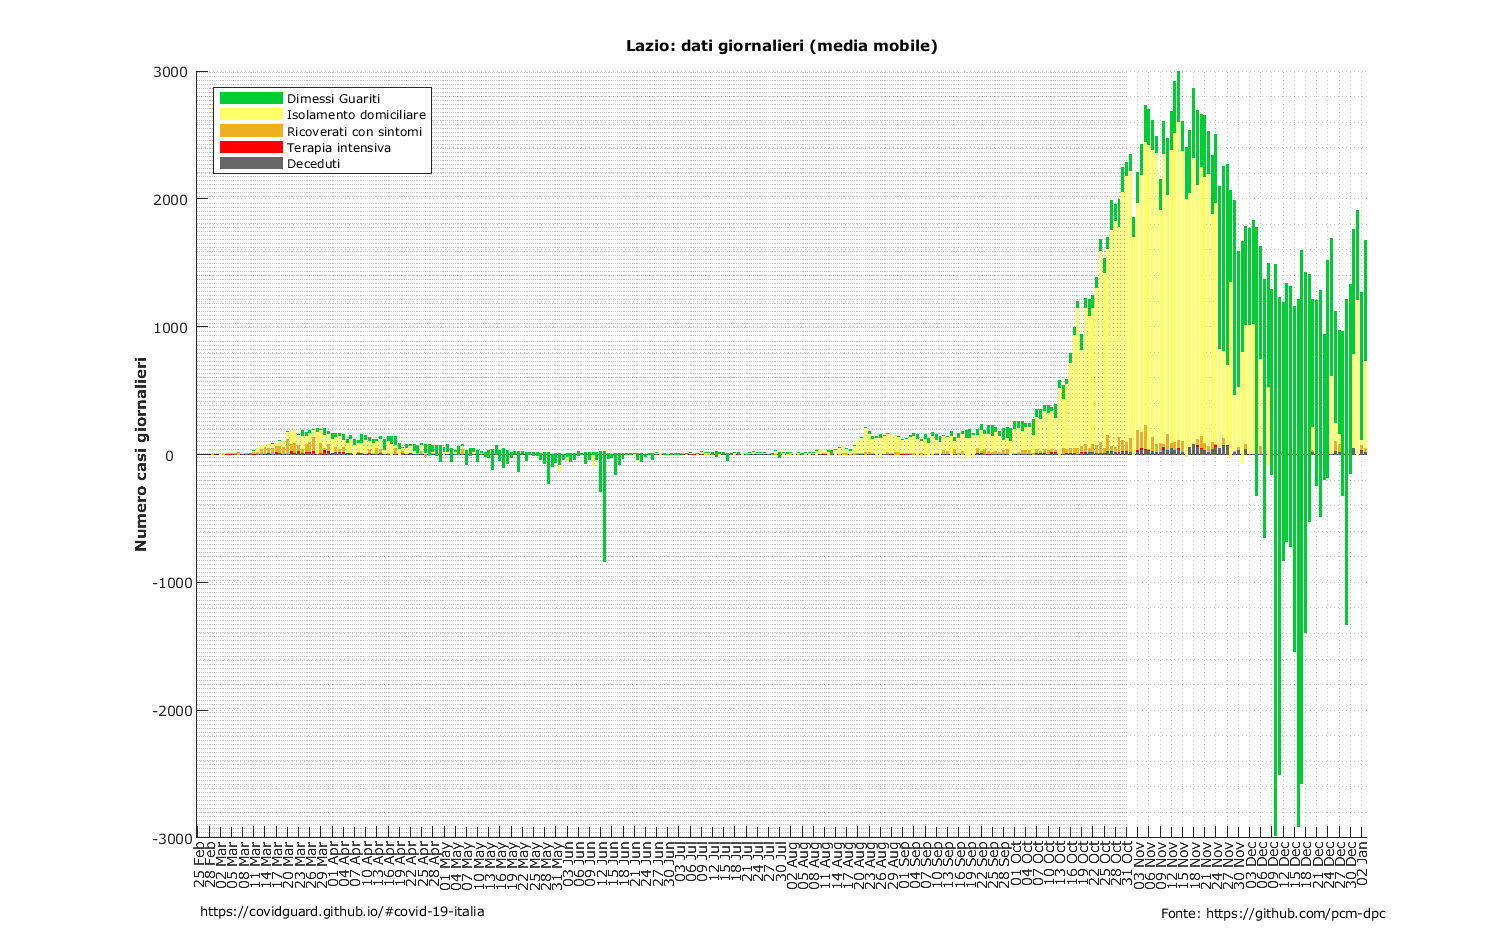 Lazio: dati giornalieri (media mobile)
Dimessi Guariti
Isolamento domiciliare
Ricoverati con sintomi
Terapia intensiva
Deceduti
Numero casi giornalieri
3000
2000
1000
0
-1000
-2000
-3000
25 Feb
28 Feb
02 Mar
05 Mar
08 Mar
11 Mar
14 Mar
17 Mar
20 Mar
23 Mar
26 Mar
29 Mar
01 Apr
04 Apr
07 Apr
10 Apr
13 Apr
16 Apr
19 Apr
22 Apr
25 Apr
28 Apr
01 May
04 May
07 May
10 May
13 May
16 May
19 May
22 May
25 May
28 May
31 May
03 Jun
06 Jun
09 Jun
12 Jun
15 Jun
18 Jun
21 Jun
24 Jun
27 Jun
30 Jun
03 Jul
06 Jul
09 Jul
12 Jul
15 Jul
18 Jul
21 Jul
24 Jul
27 Jul
30 Jul
02 Aug
05 Aug
08 Aug
11 Aug
14 Aug
17 Aug
20 Aug
23 Aug
26 Aug
29 Aug
01 Sep
04 Sep
07 Sep
10 Sep
13 Sep
16 Sep
19 Sep
22 Sep
25 Sep
28 Sep
01 Oct
04 Oct
07 Oct
10 Oct
13 Oct
16 Oct
19 Oct
22 Oct
25 Oct
28 Oct
31 Oct
03 Nov
06 Nov
09 Nov
12 Nov
15 Nov
18 Nov
21 Nov
24 Nov
27 Nov
30 Nov
03 Dec
06 Dec
09 Dec
12 Dec
15 Dec
18 Dec
21 Dec
24 Dec
27 Dec
30 Dec
02 Jan
https://covidguard.github.io/#covid-19-italia
Fonte: https://github.com/pcm-dpc